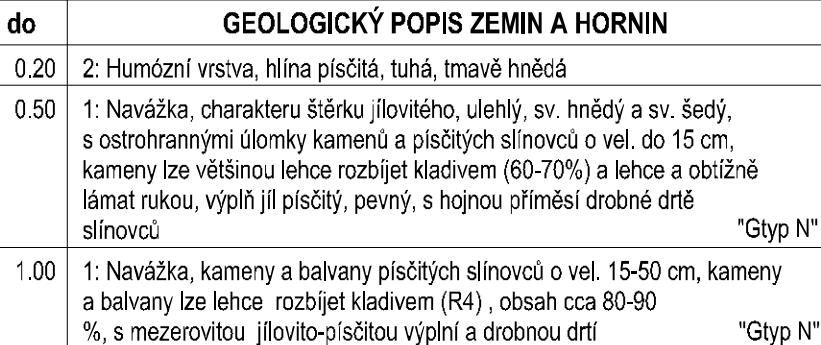 do GEOLOGICKÝ POPIS ZEMIN A HORNIN
0.20 2: Humózní vrstva, hlína písčitá, tuhá, tmavě hnědá
0.50 1: Navážka, charakteru štěrku jílovitého, ulehlý, sv. hnědý a sv. šedý,
s ostrohrannými úlomky kamenů a písčitých slínovců o vel. do 15 cm,
kameny lze většinou lehce rozbíjet kladivem (60-70%) a lehce a obtížně
lámat rukou, výplň jíl písčitý, pevný, s hojnou příměsí drobné drtě
slínovců "Gtyp N"
1.00 1: Navážka, kameny a balvany písčitých slínovců o vel. 15-50 cm, kameny
a balvany lze lehce rozbíjet kladivem (R4) , obsah cca 80-90
%, s mezerovitou jílovito-písčitou výplní a drobnou drtí "Gtyp N"